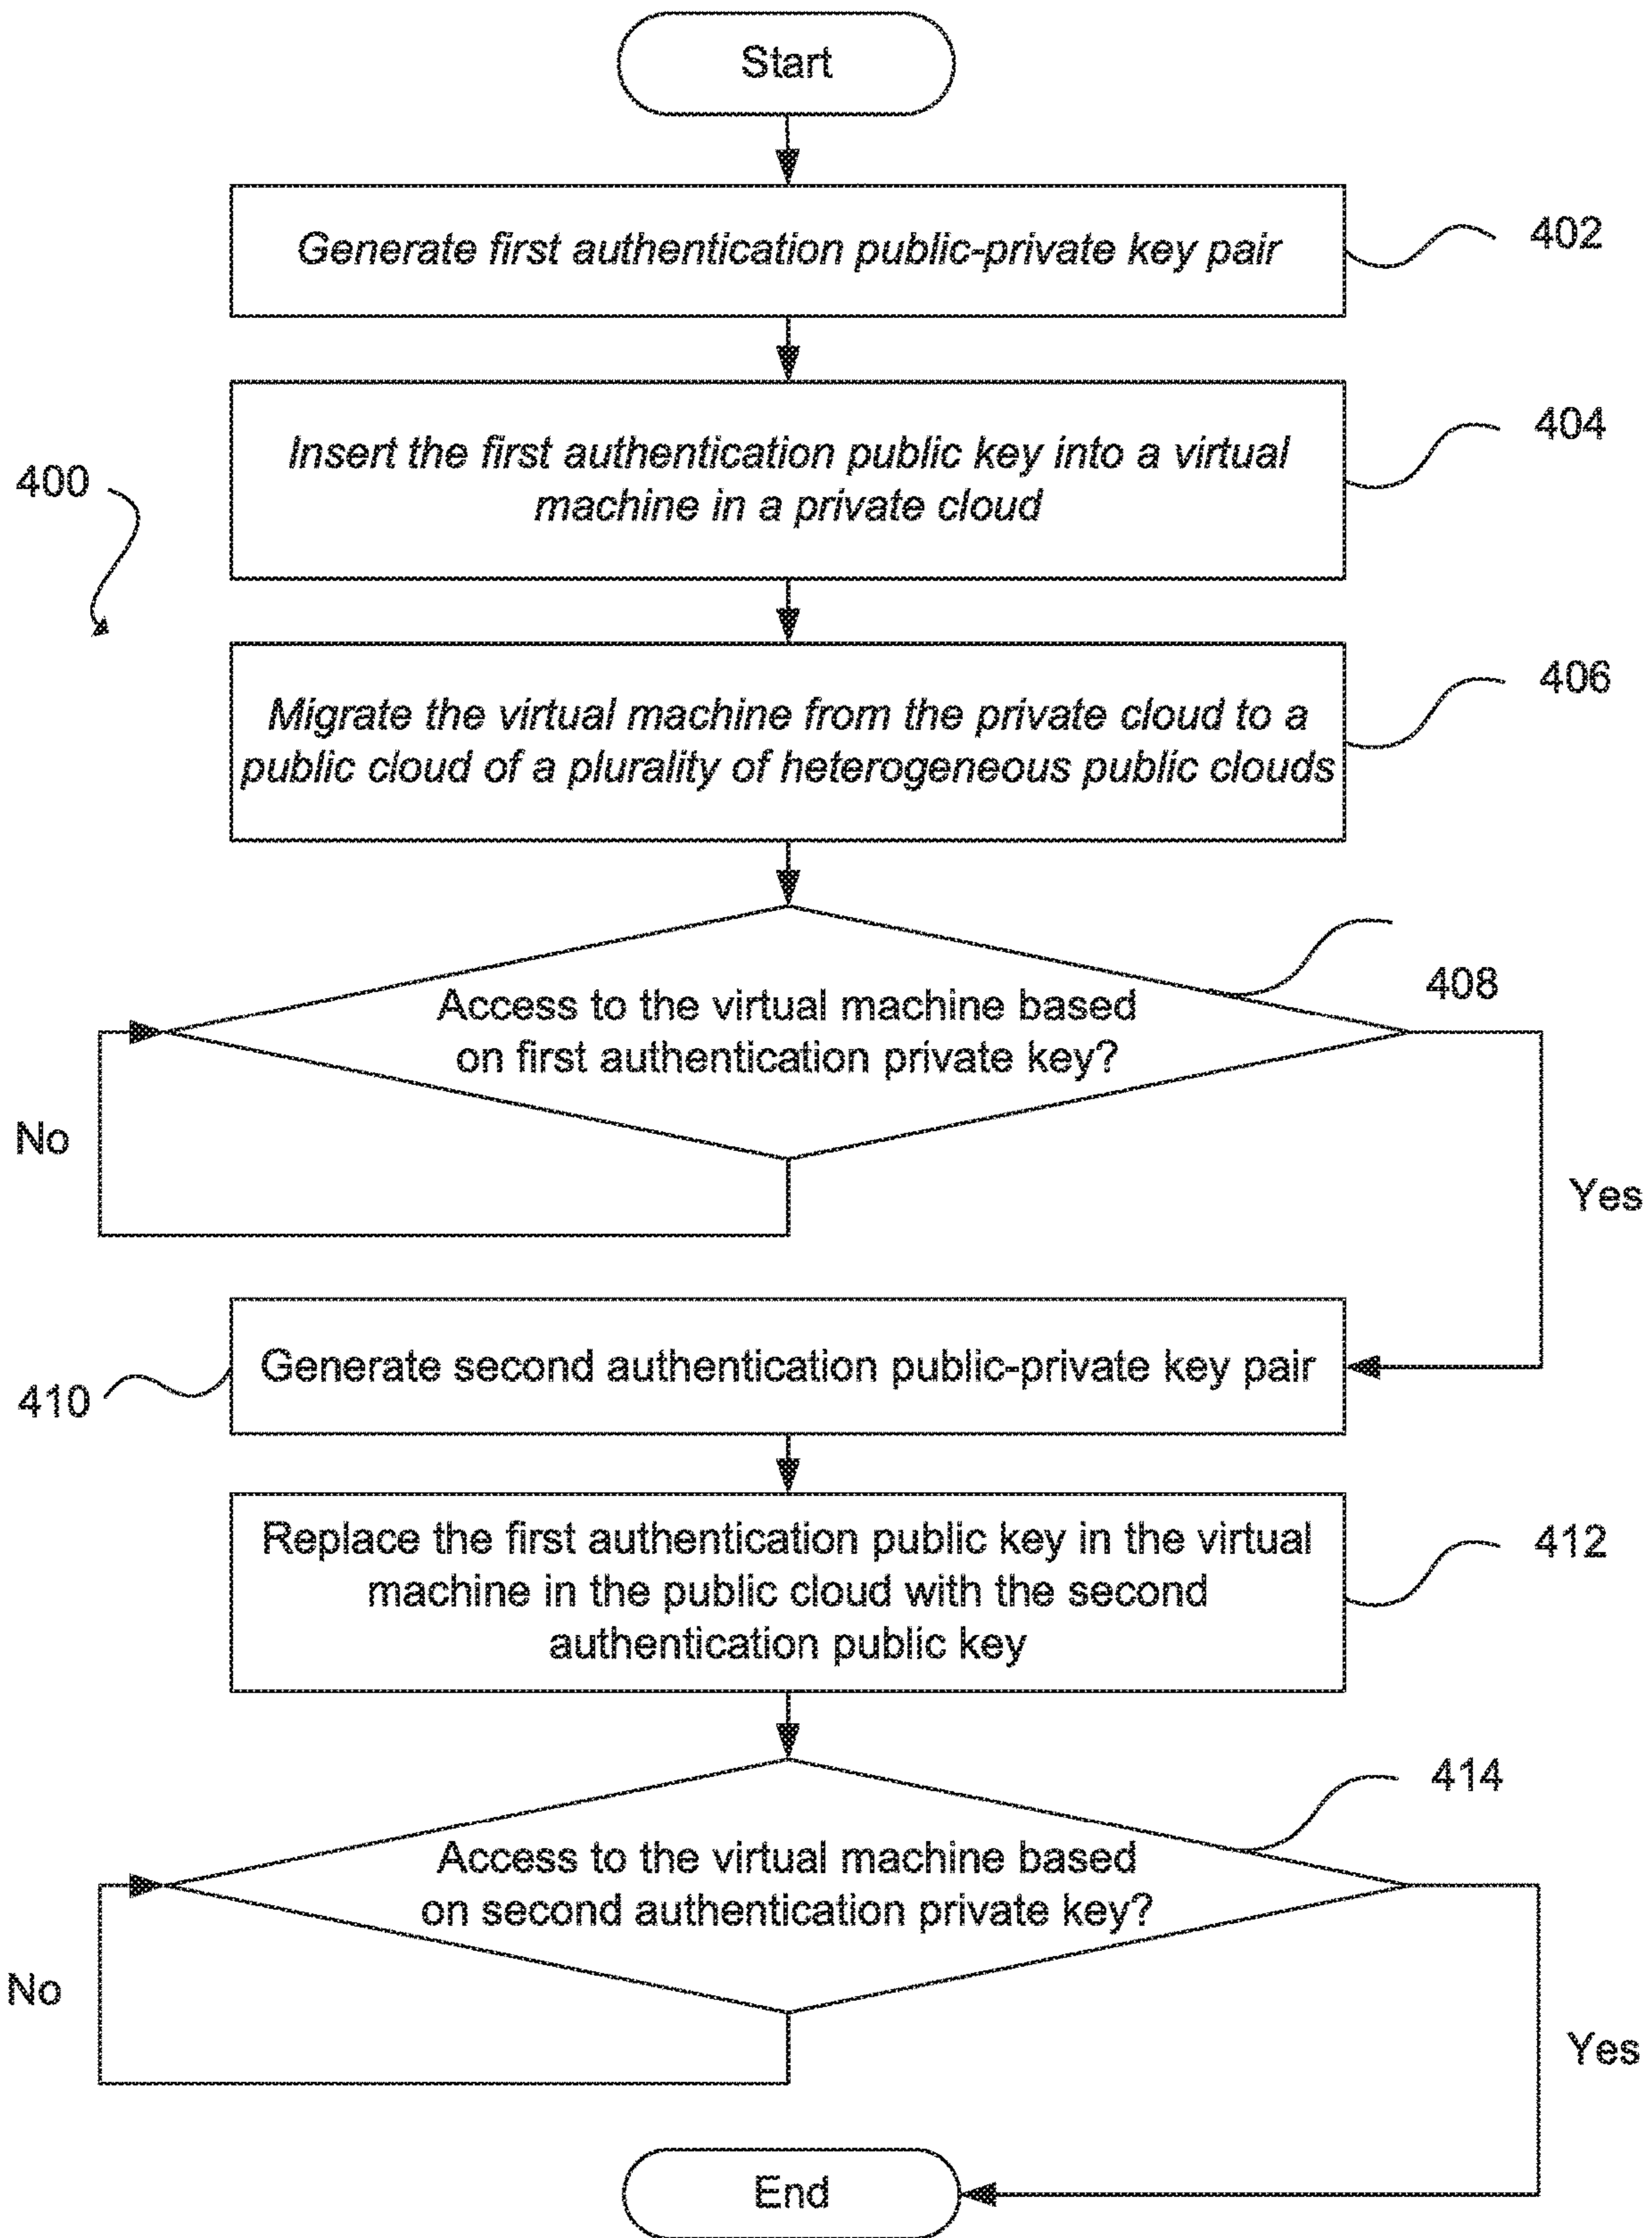 Start
Generate first authentication public-private key pair
402
Insert the first authentication public key into a virtual
machine in a private cloud
404
400
Migrate the virtual machine from the private cloud to a
public cloud of a plurality of heterogeneous public clouds
406
Access to the virtual machine based
on first authentication private key?
408
No
Yes
Generate second authentication public-private key pair
410
Replace the first authentication public key in the virtual
machine in the public cloud with the second
authentication public key
412
414
Access to the virtual machine based
on second authentication private key?
No
Yes
End